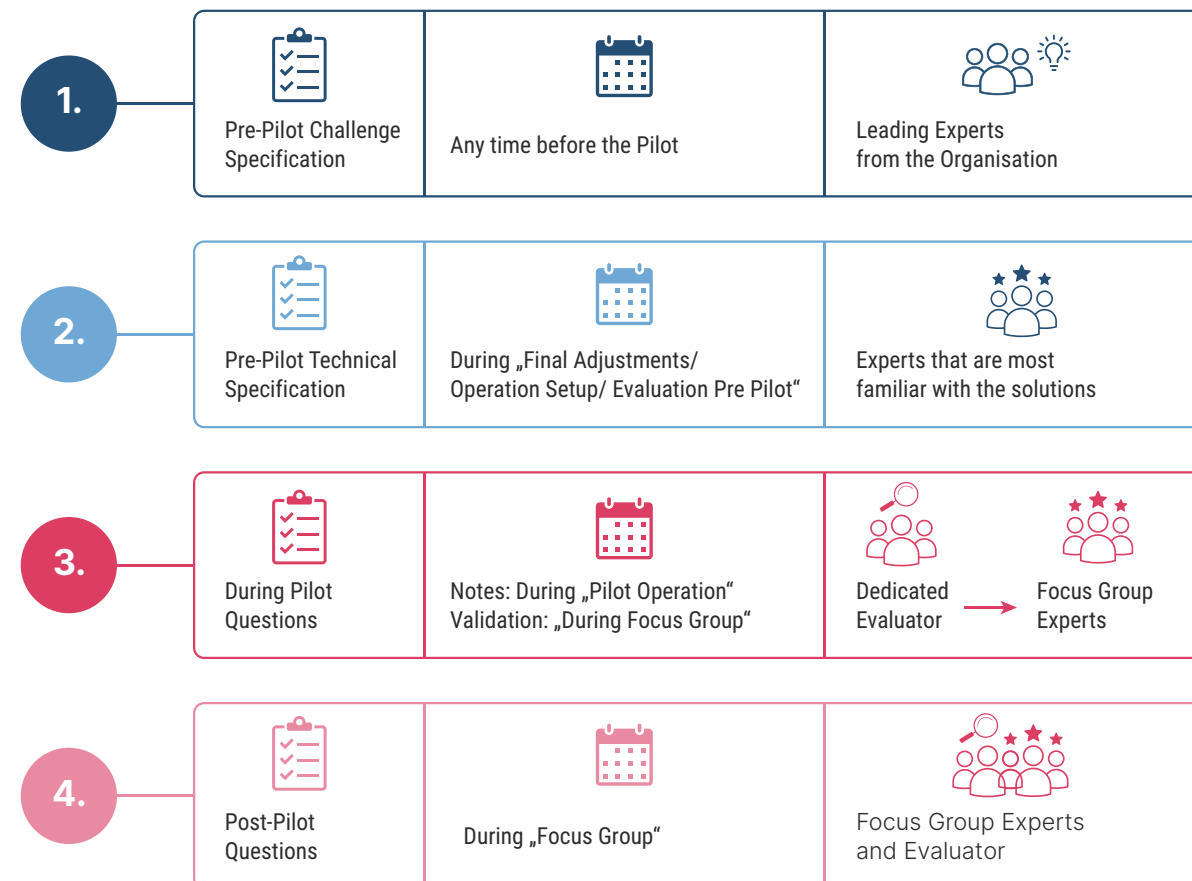 1.
Pre-Pilot Challenge
Specification
Any time before the Pilot
Leading Experts
from the Organisation
2.
Pre-Pilot Technical
Specification
During „Final Adjustments/
Operation Setup/ Evaluation Pre Pilot“
Experts that are most
familiar with the solutions
3.
During Pilot
Questions
Notes: During „Pilot Operation“
Validation: „During Focus Group“
Dedicated
Evaluator
Focus Group
Experts
4.
Post-Pilot
Questions
During „Focus Group“
Focus Group Experts
and Evaluator